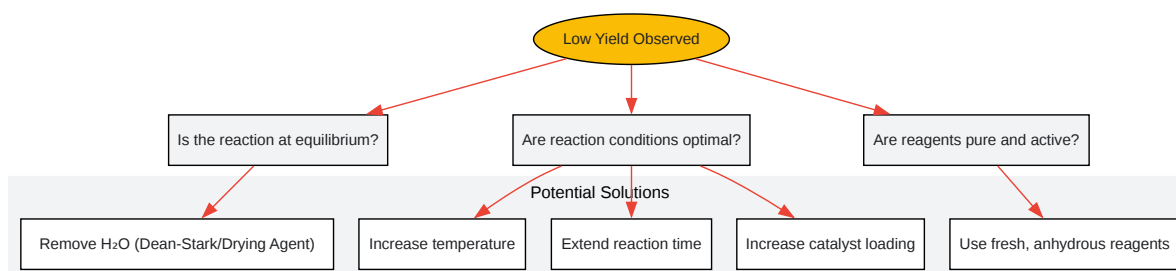 Low Yield Observed
Is the reaction at equilibrium?
Are reaction conditions optimal?
Are reagents pure and active?
Potential Solutions
Remove H₂O (Dean-Stark/Drying Agent)
Increase temperature
Extend reaction time
Increase catalyst loading
Use fresh, anhydrous reagents